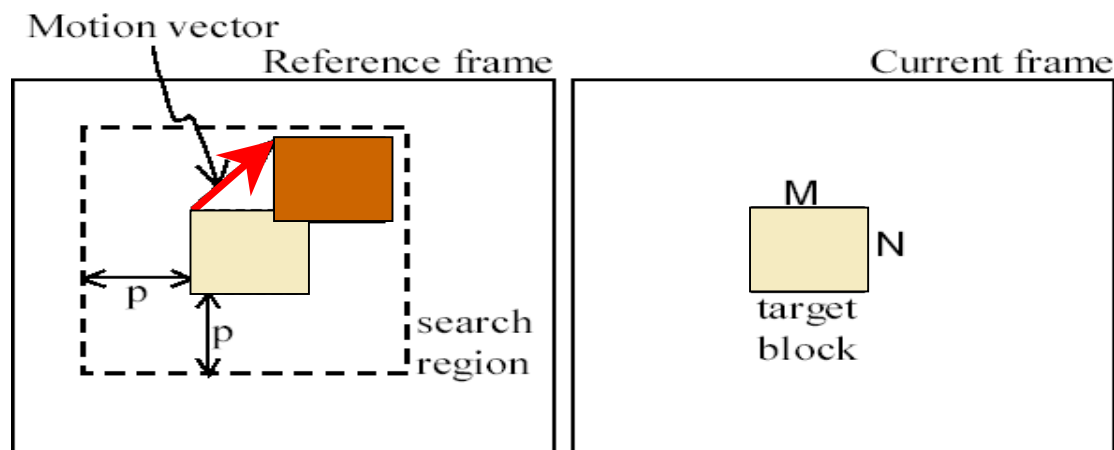 Motion vector
Reference frame
Current frame
M
N
p
p
search
region
target
block